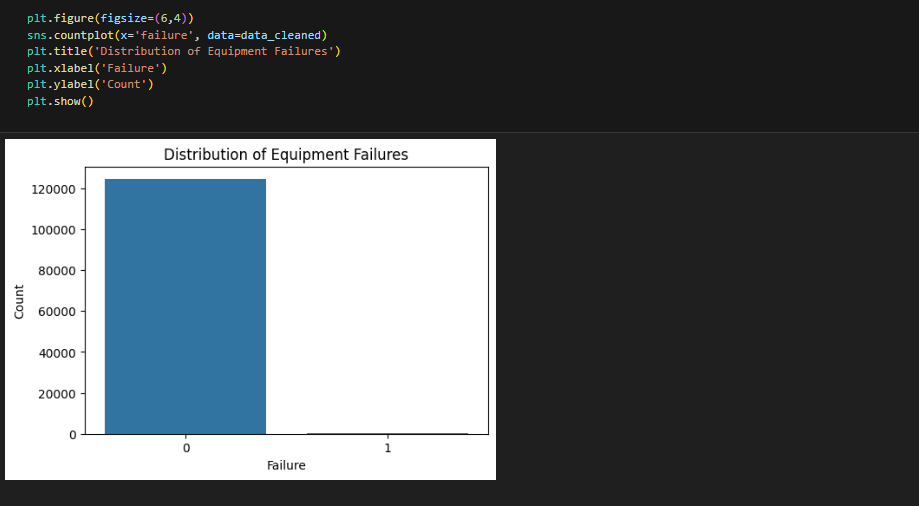 plt.figure(figsize=(6,4))
sns.countplot(x='failure', data=data_cleaned)
plt.title('Distribution of Equipment Failures')
plt.xlabel('Failure')
plt.ylabel('Count')
plt.show()
Distribution of Equipment Failures
120000
100000
80000
60000
40000
20000
0
Count
0 1
Failure